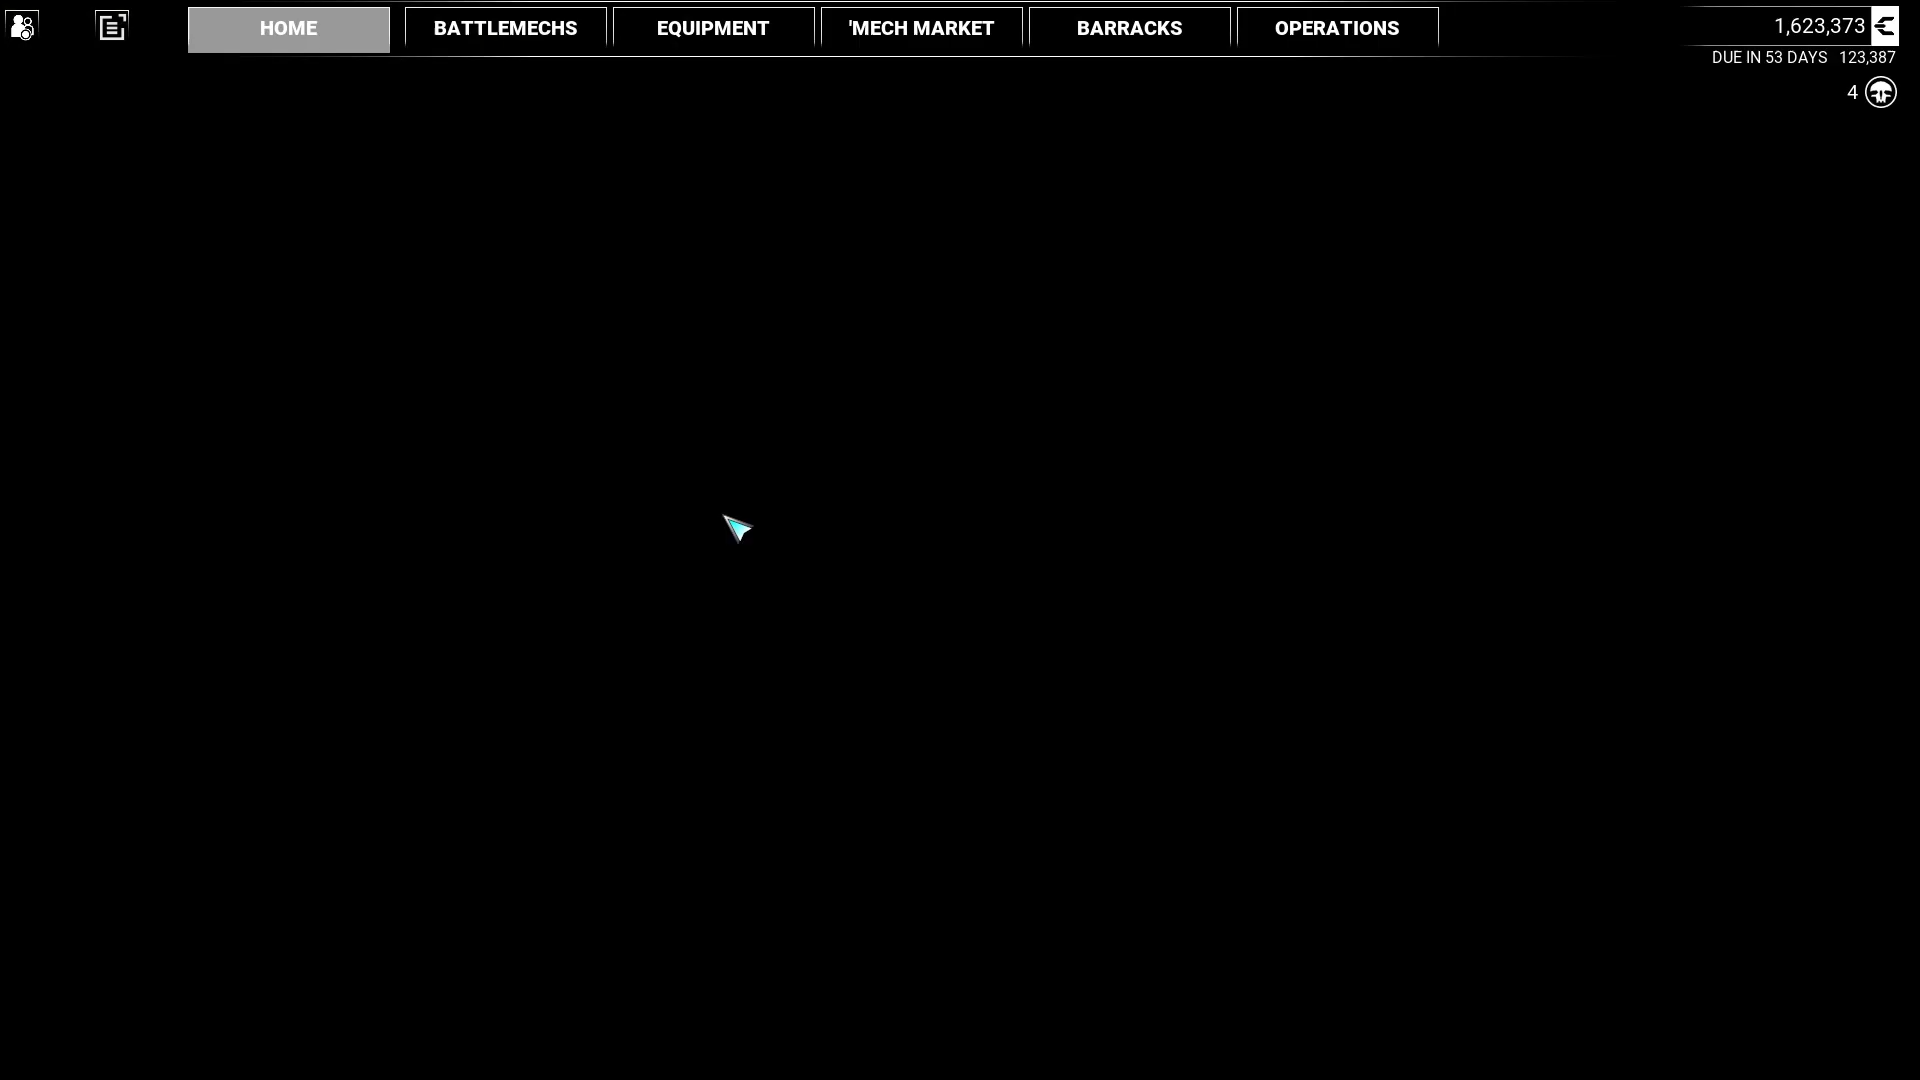 HOME
BATTLEMECHS
EQUIPMENT
'MECH MARKET
BARRACKS
OPERATIONS
1,623,373
DUE IN 53 DAYS 123,387
4